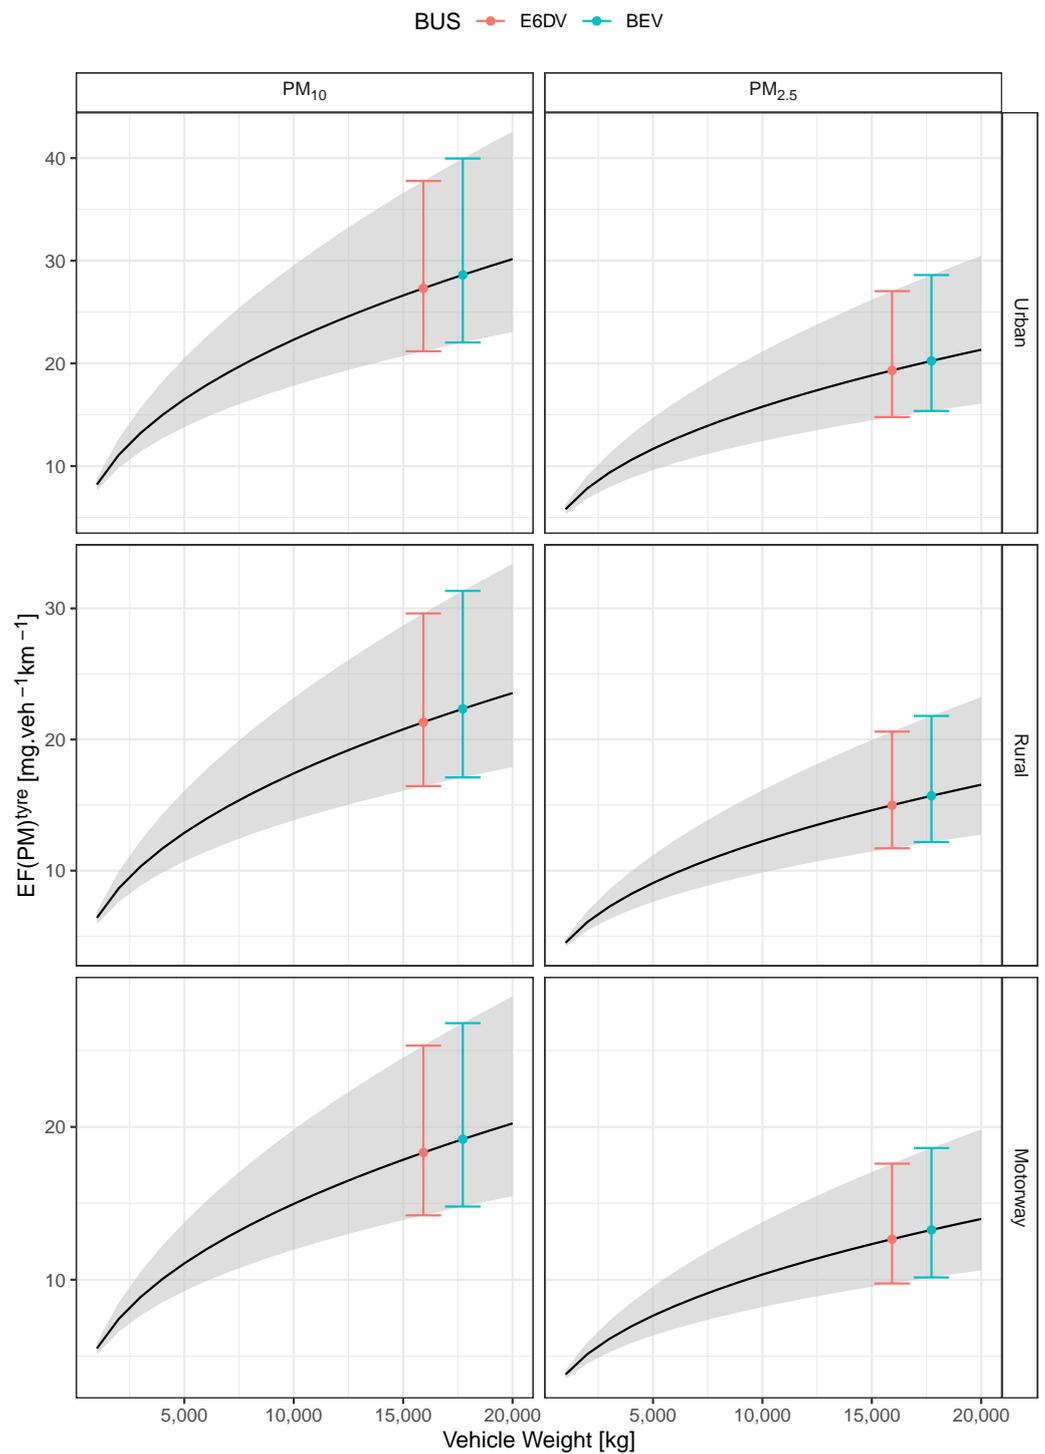 BUS E6DV BEV
PM10 PM2.5
40
30
20
10
Urban
30
20
10
Rural
EF(PM)tyre [mg.veh−1km−1]
20
10
Motorway
5,000 10,000 15,000 20,000 5,000 10,000 15,000 20,000
Vehicle Weight [kg]